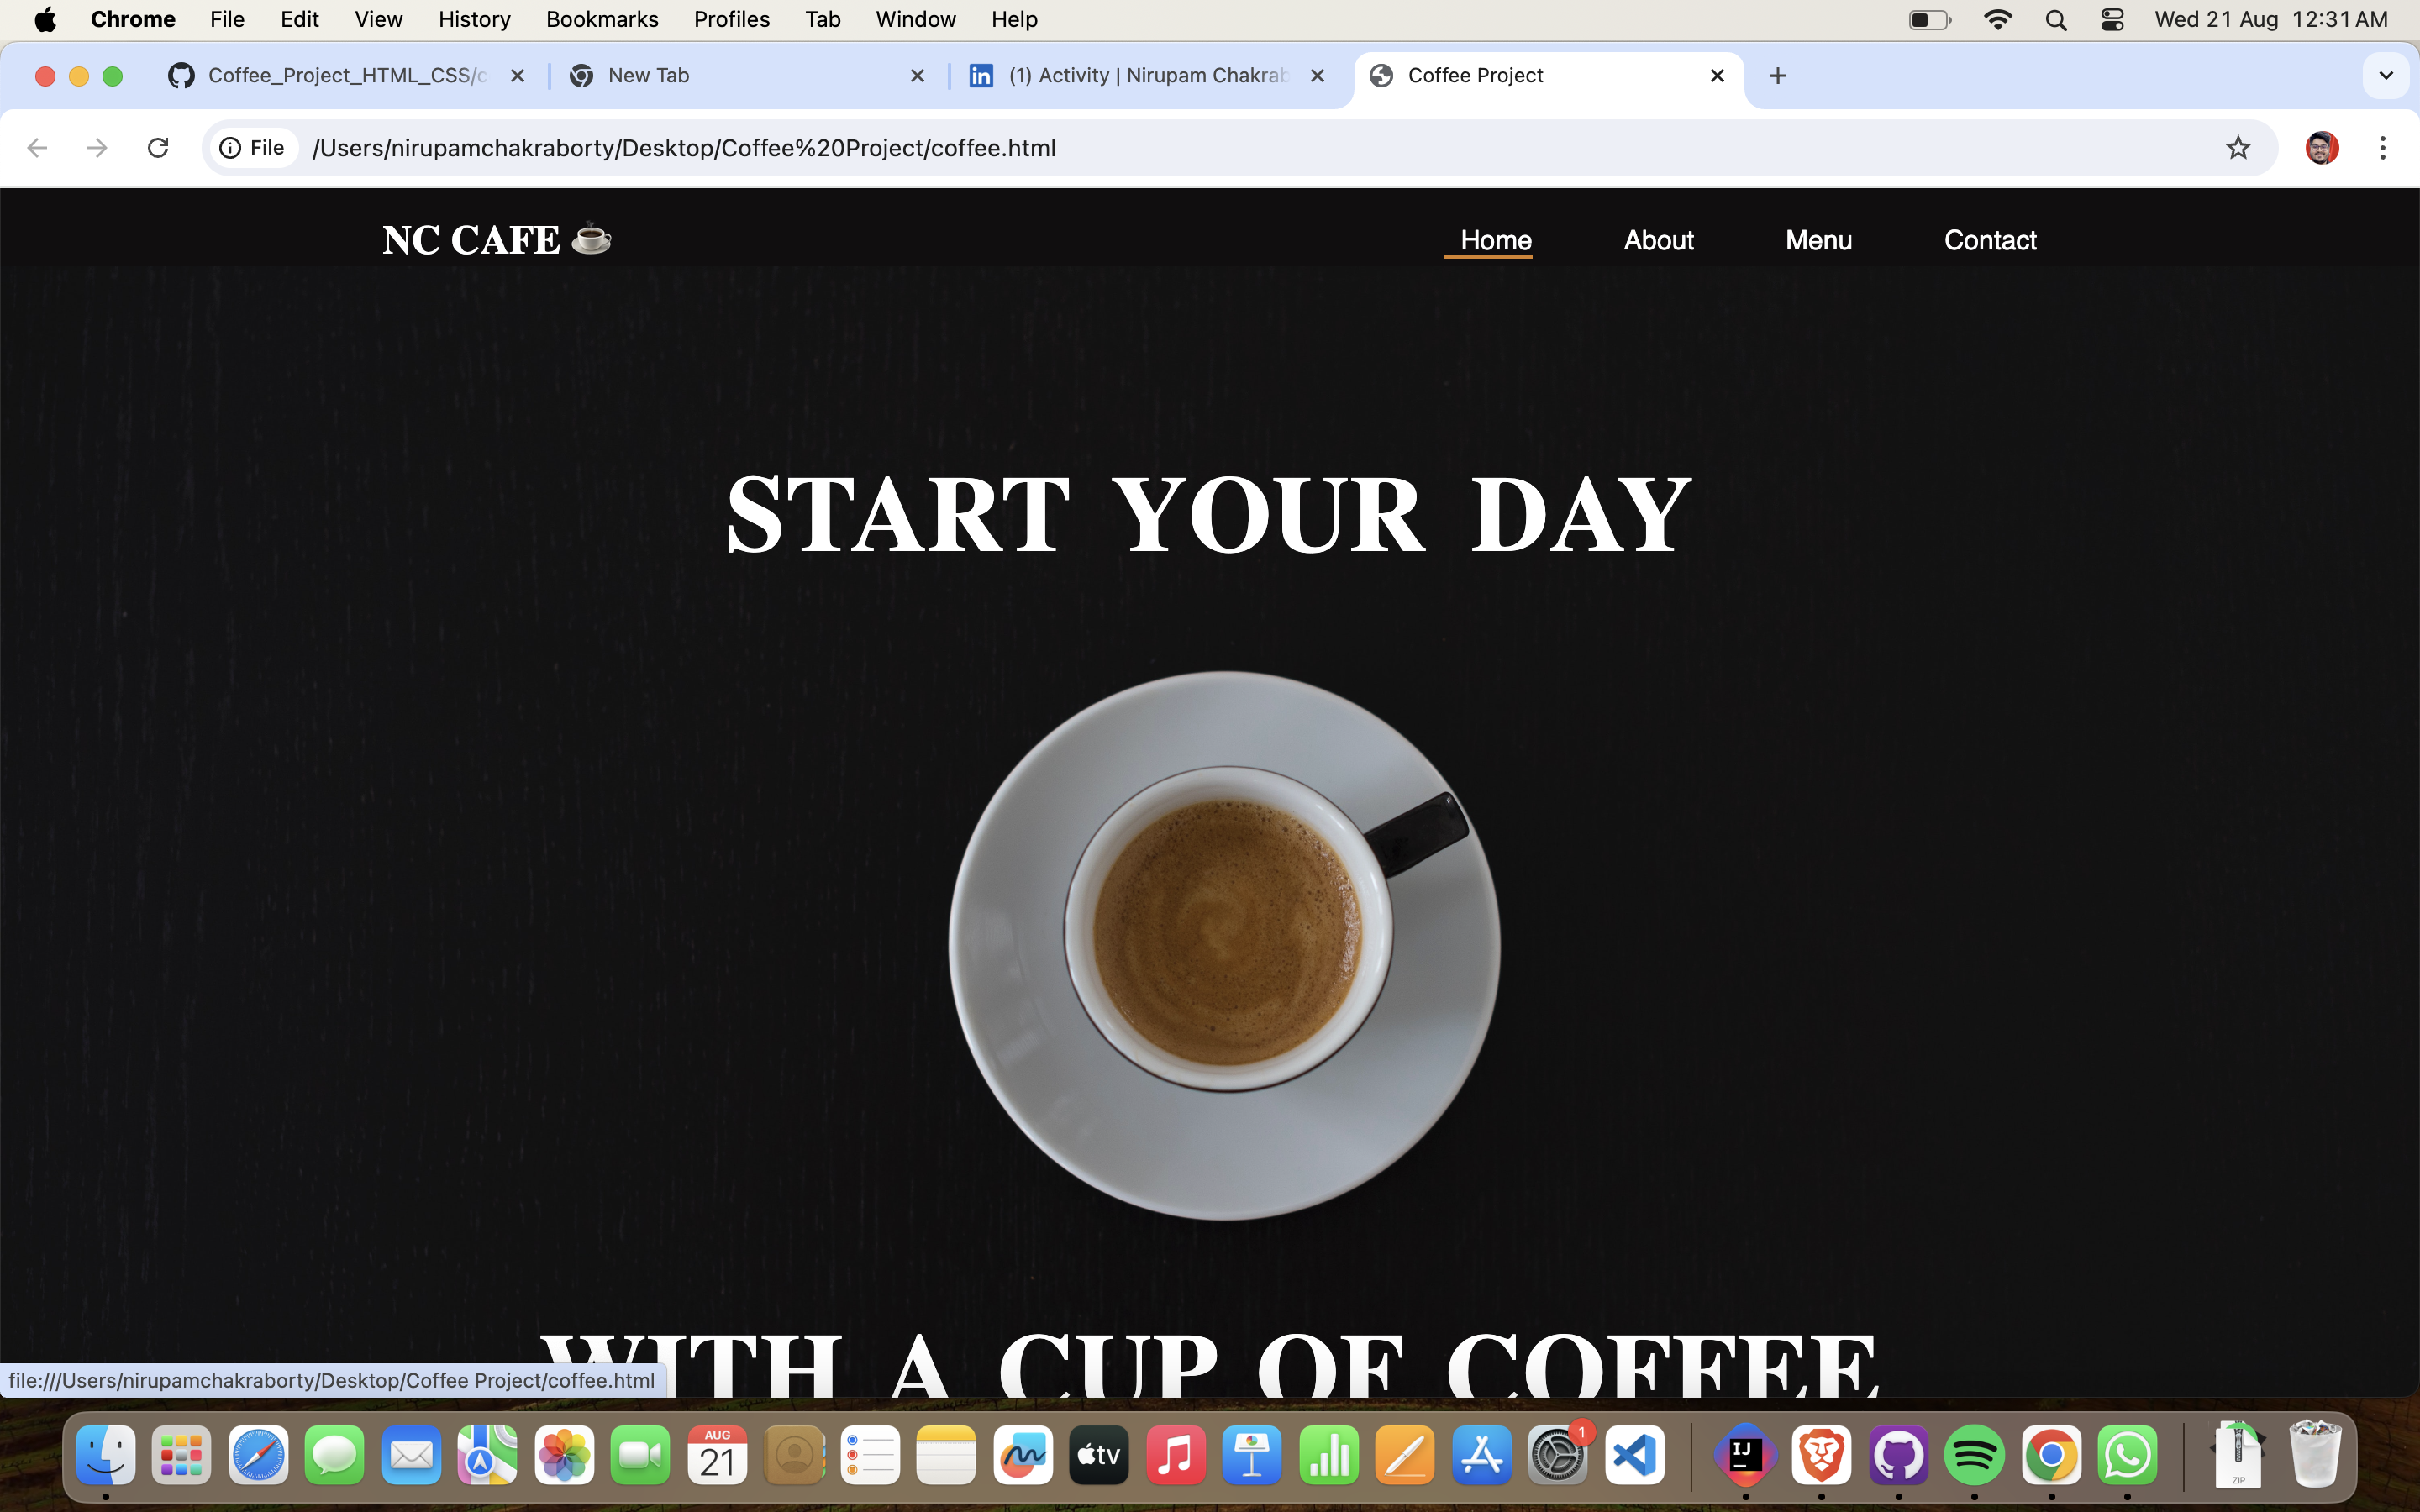 Chrome File Edit View History Bookmarks Profiles Tab Window Help Wed 21 Aug 12:31 AM
Coffee_Project_HTML_CSS/c New Tab (1) Activity | Nirupam Chakrab Coffee Project
File /Users/nirupamchakraborty/Desktop/Coffee%20Project/coffee.html
NC CAFE Home About Menu Contact
START YOUR DAY
WITH A CUP OF COFFEE
file:///Users/nirupamchakraborty/Desktop/Coffee Project/coffee.html
AUG
21
tv
1
IJ
ZIP